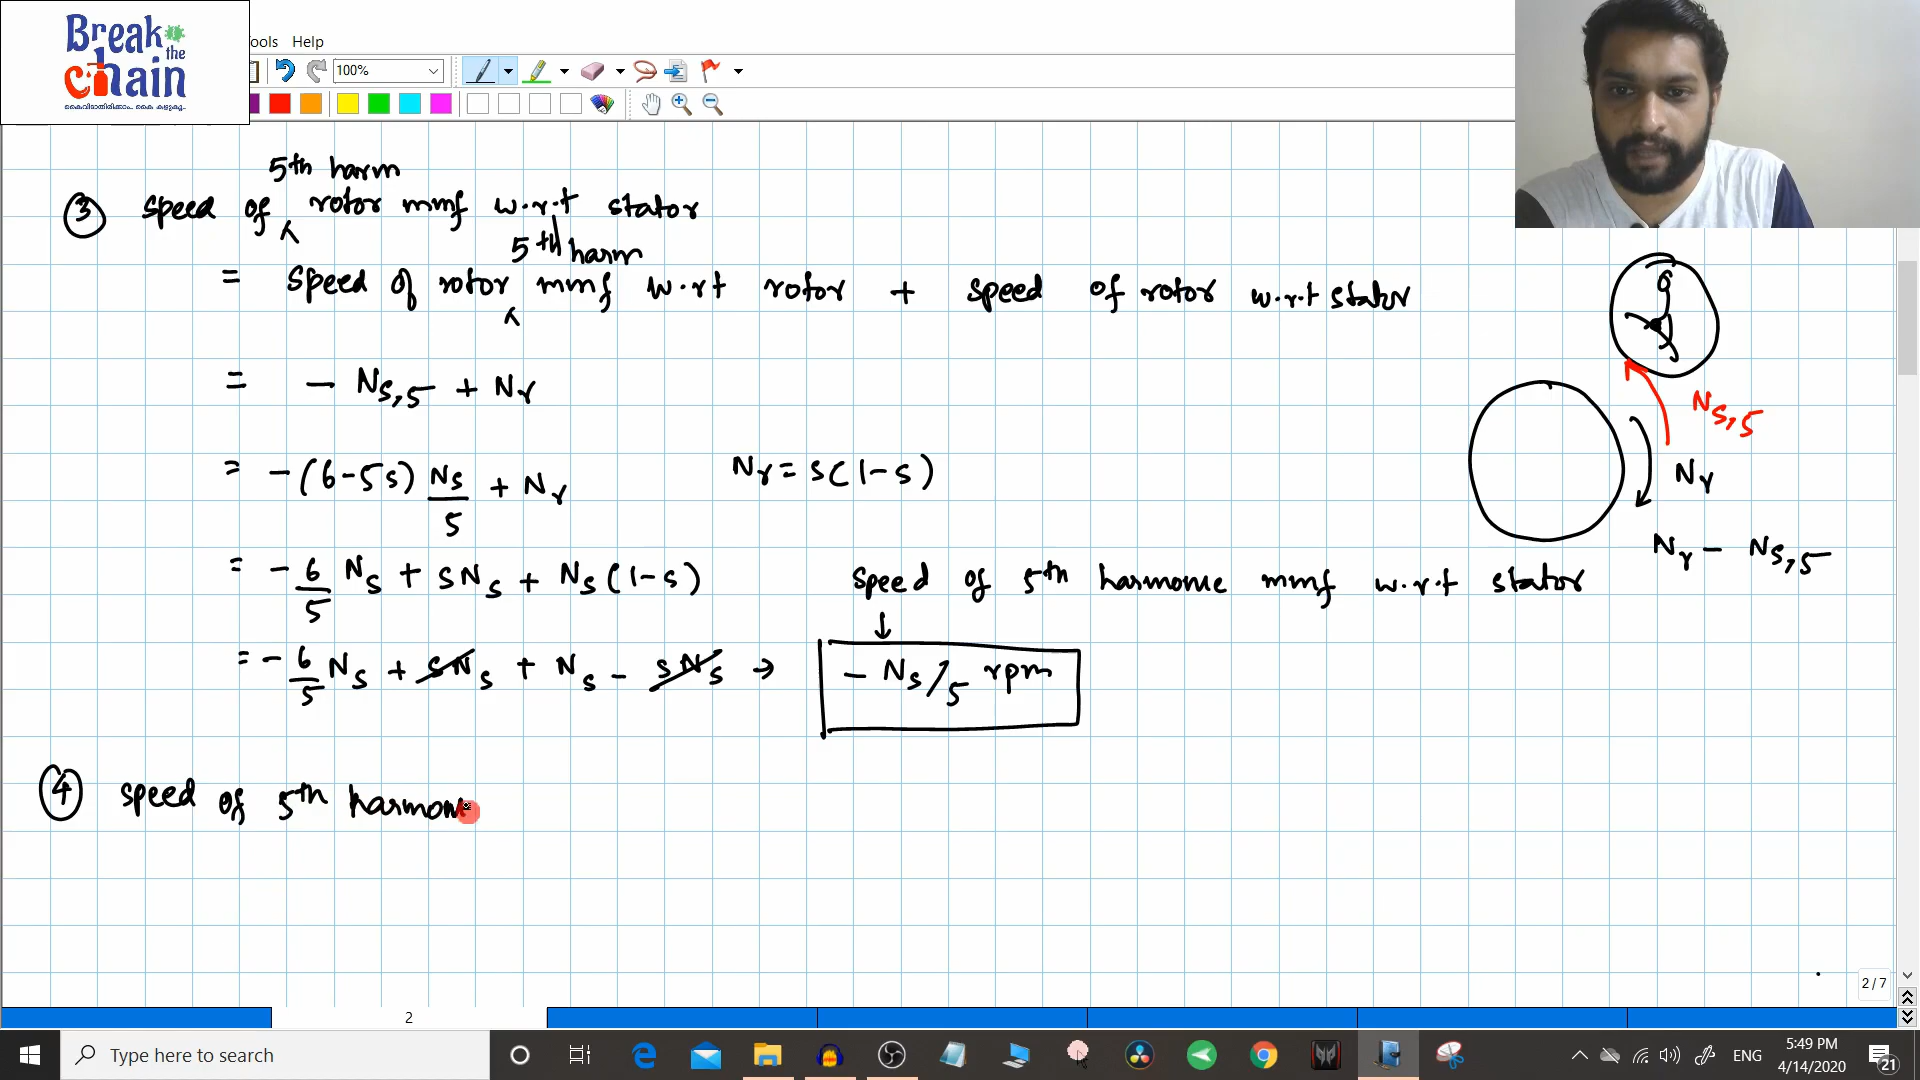 Break
the
chain
കൈവിടാതിരിക്കാം.. കൈ കഴുകൂ..
Tools Help
100%
5th harm
③ speed of ʌ rotor mmf w.r.t stator
5th harm
= speed of rotor ʌ mmf w.r.t rotor + speed of rotor w.r.t stator
= - Ns,5 + Nr
= -(6-5s) Ns/5 + Nr
Nr = s(1-s)
= -6/5 Ns + sNs + Ns(1-s)
speed of 5th harmonic mmf w.r.t stator
↓
= -6/5 Ns + sNs + Ns - sNs →
- Ns/5 rpm
④ speed of 5th harmon
Ns,5
Nr
Nr - Ns,5
2/7
2
Type here to search
ENG
5:49 PM
4/14/2020
21